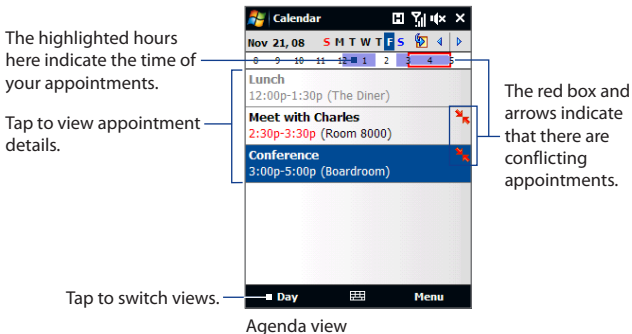 The highlighted hours
here indicate the time of
your appointments.
Tap to view appointment
details.
Calendar
Nov 21, 08 S M T W T F S
8 9 10 11 12 1 2 3 4 5
Lunch
12:00p-1:30p (The Diner)
Meet with Charles
2:30p-3:30p (Room 8000)
Conference
3:00p-5:00p (Boardroom)
The red box and
arrows indicate
that there are
conflicting
appointments.
Tap to switch views.
Day Menu
Agenda view